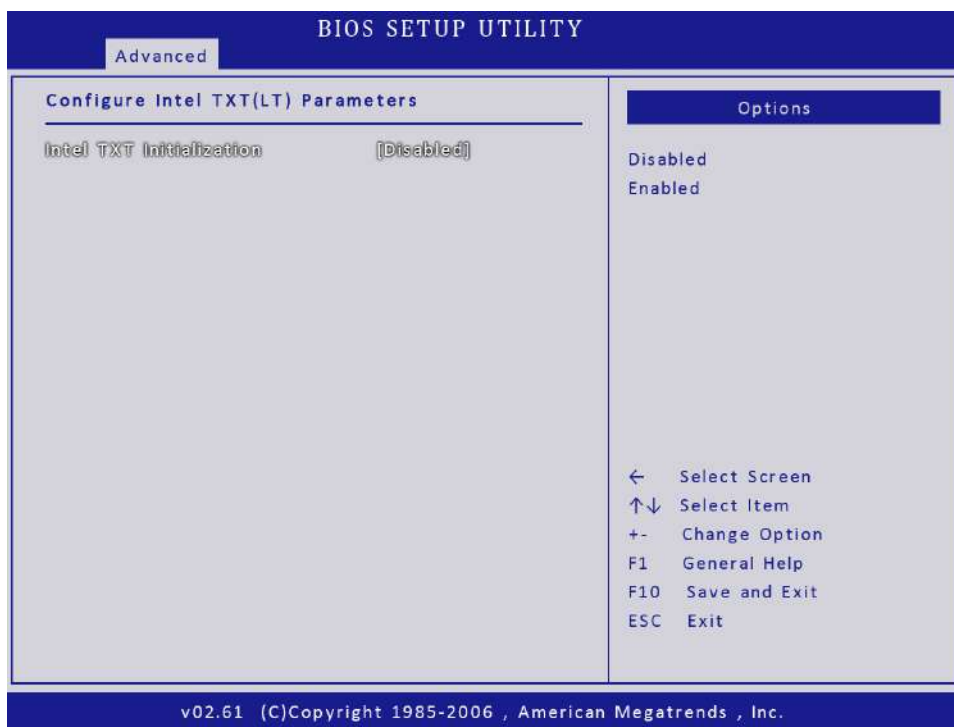 BIOS SETUP UTILITY
Advanced
Configure Intel TXT(LT) Parameters
Intel TXT Initialization [Disabled]
Options
Disabled
Enabled
← Select Screen
↑↓ Select Item
+- Change Option
F1 General Help
F10 Save and Exit
ESC Exit
v02.61 (C)Copyright 1985-2006 , American Megatrends , Inc.